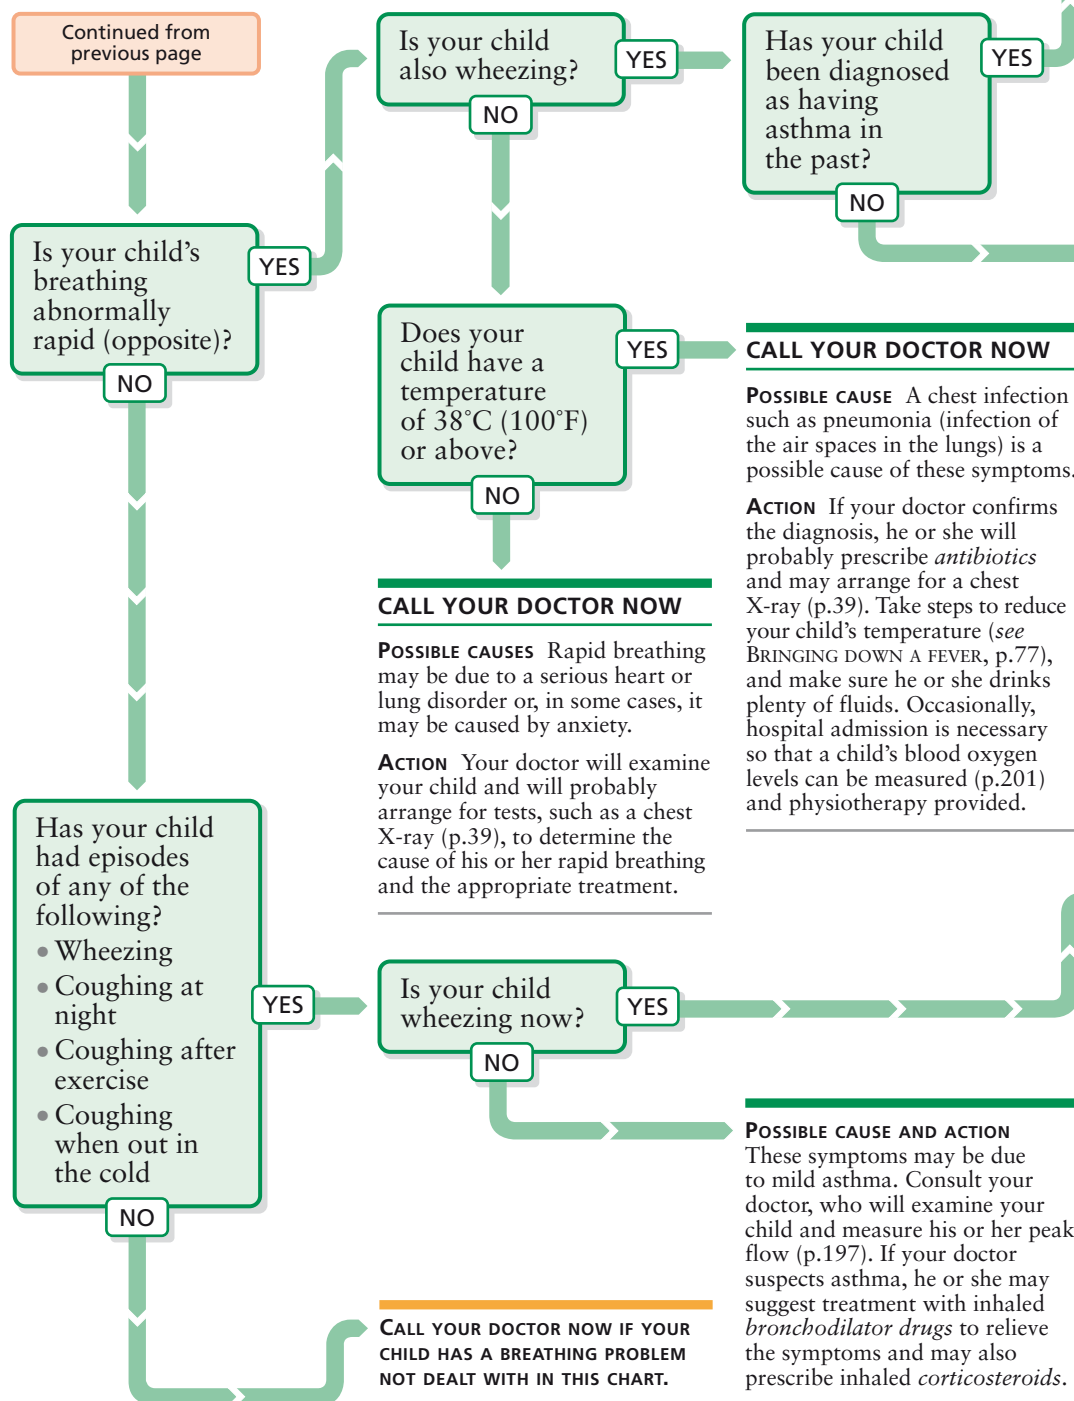 Continued from
previous page
Is your child's
breathing
abnormally
rapid (opposite)?
YES
NO
Is your child
also wheezing?
YES
NO
Has your child
been diagnosed
as having
asthma in
the past?
YES
NO
Does your
child have a
temperature
of 38°C (100°F)
or above?
YES
NO
CALL YOUR DOCTOR NOW
POSSIBLE CAUSE A chest infection
such as pneumonia (infection of
the air spaces in the lungs) is a
possible cause of these symptoms.
ACTION If your doctor confirms
the diagnosis, he or she will
probably prescribe antibiotics
and may arrange for a chest
X-ray (p.39). Take steps to reduce
your child's temperature (see
BRINGING DOWN A FEVER, p.77),
and make sure he or she drinks
plenty of fluids. Occasionally,
hospital admission is necessary
so that a child's blood oxygen
levels can be measured (p.201)
and physiotherapy provided.
CALL YOUR DOCTOR NOW
POSSIBLE CAUSES Rapid breathing
may be due to a serious heart or
lung disorder or, in some cases, it
may be caused by anxiety.
ACTION Your doctor will examine
your child and will probably
arrange for tests, such as a chest
X-ray (p.39), to determine the
cause of his or her rapid breathing
and the appropriate treatment.
Has your child
had episodes
of any of the
following?
• Wheezing
• Coughing at
night
• Coughing after
exercise
• Coughing
when out in
the cold
YES
NO
Is your child
wheezing now?
YES
NO
POSSIBLE CAUSE AND ACTION
These symptoms may be due
to mild asthma. Consult your
doctor, who will examine your
child and measure his or her peak
flow (p.197). If your doctor
suspects asthma, he or she may
suggest treatment with inhaled
bronchodilator drugs to relieve
the symptoms and may also
prescribe inhaled corticosteroids.
CALL YOUR DOCTOR NOW IF YOUR
CHILD HAS A BREATHING PROBLEM
NOT DEALT WITH IN THIS CHART.